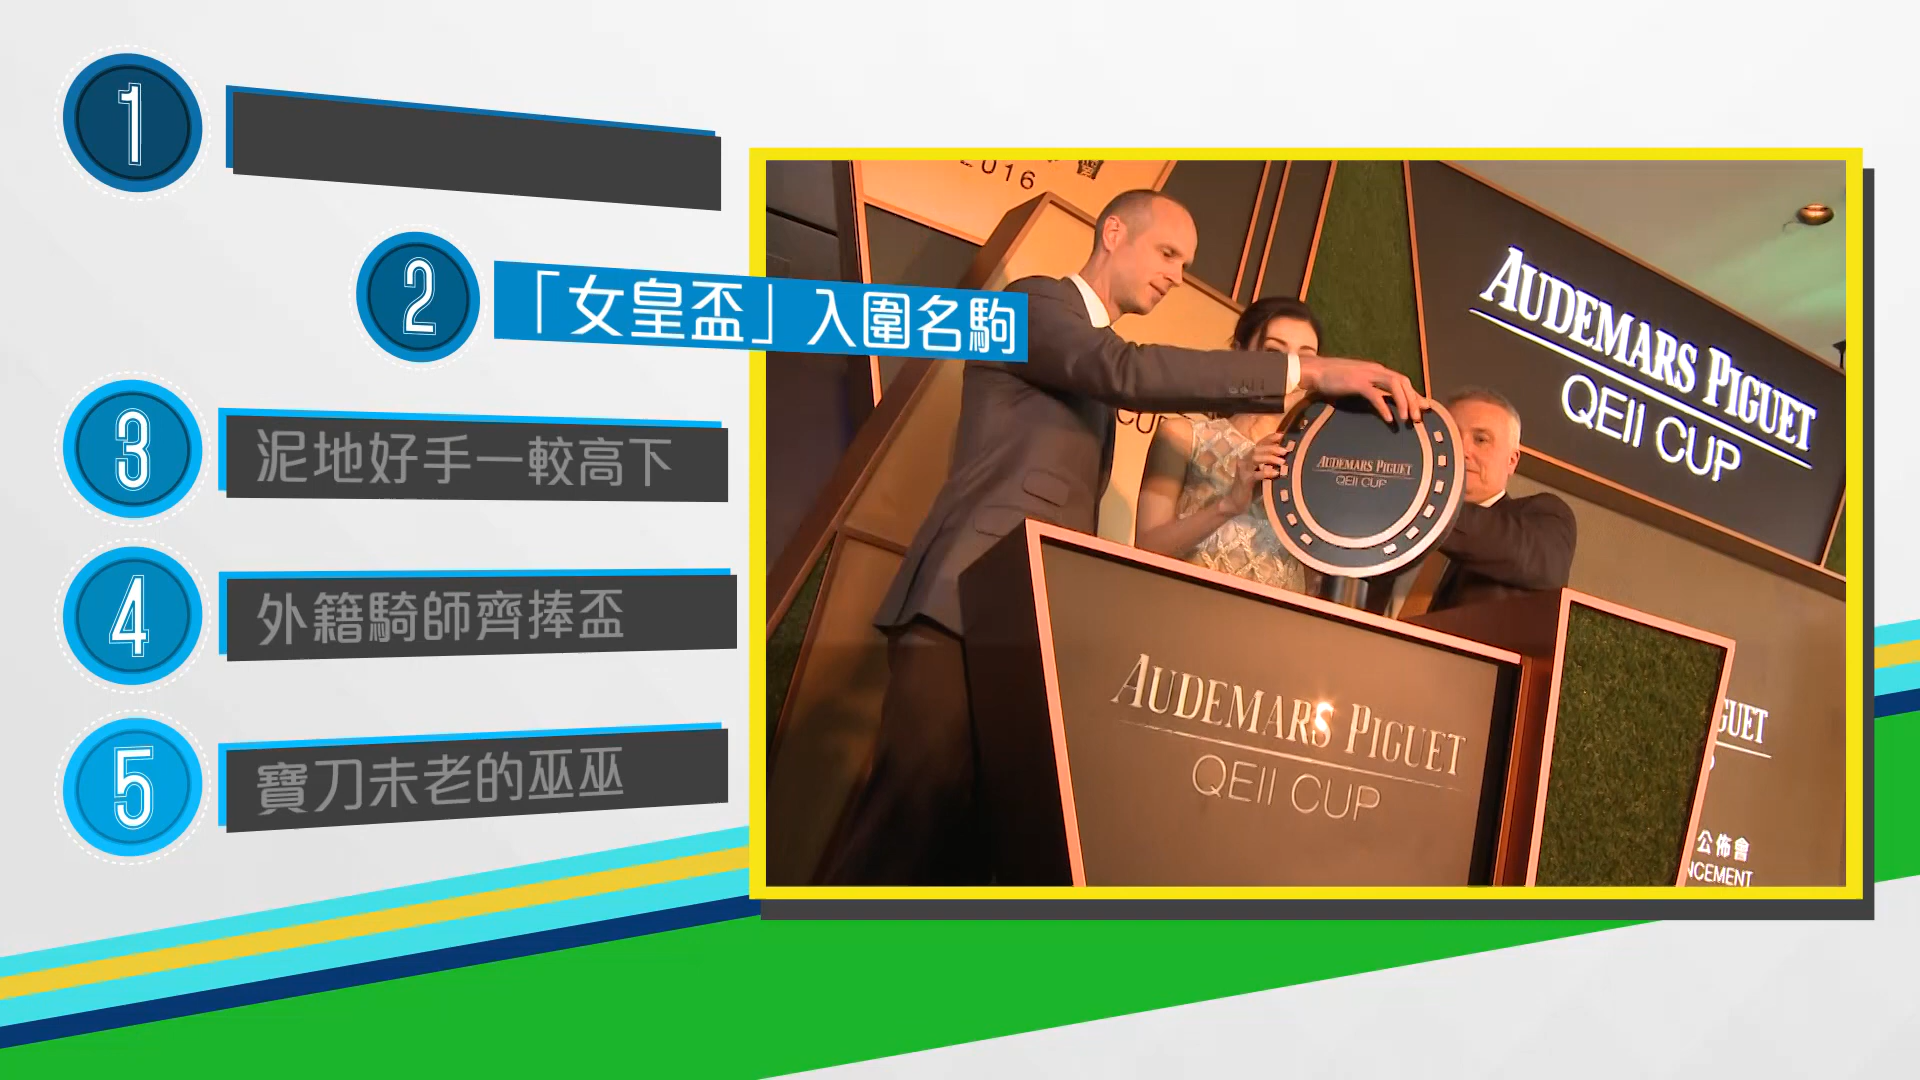 1
2
「女皇盃」入圍名駒
3
泥地好手一較高下
4
外籍騎師齊捧盃
5
寶刀未老的巫巫
2016
AUDEMARS PIGUET
QEII CUP
CUP
AUDEMARS PIGUET
QEII CUP
AUDEMARS PIGUET
QEII CUP
GUET
公佈會
NCEMENT